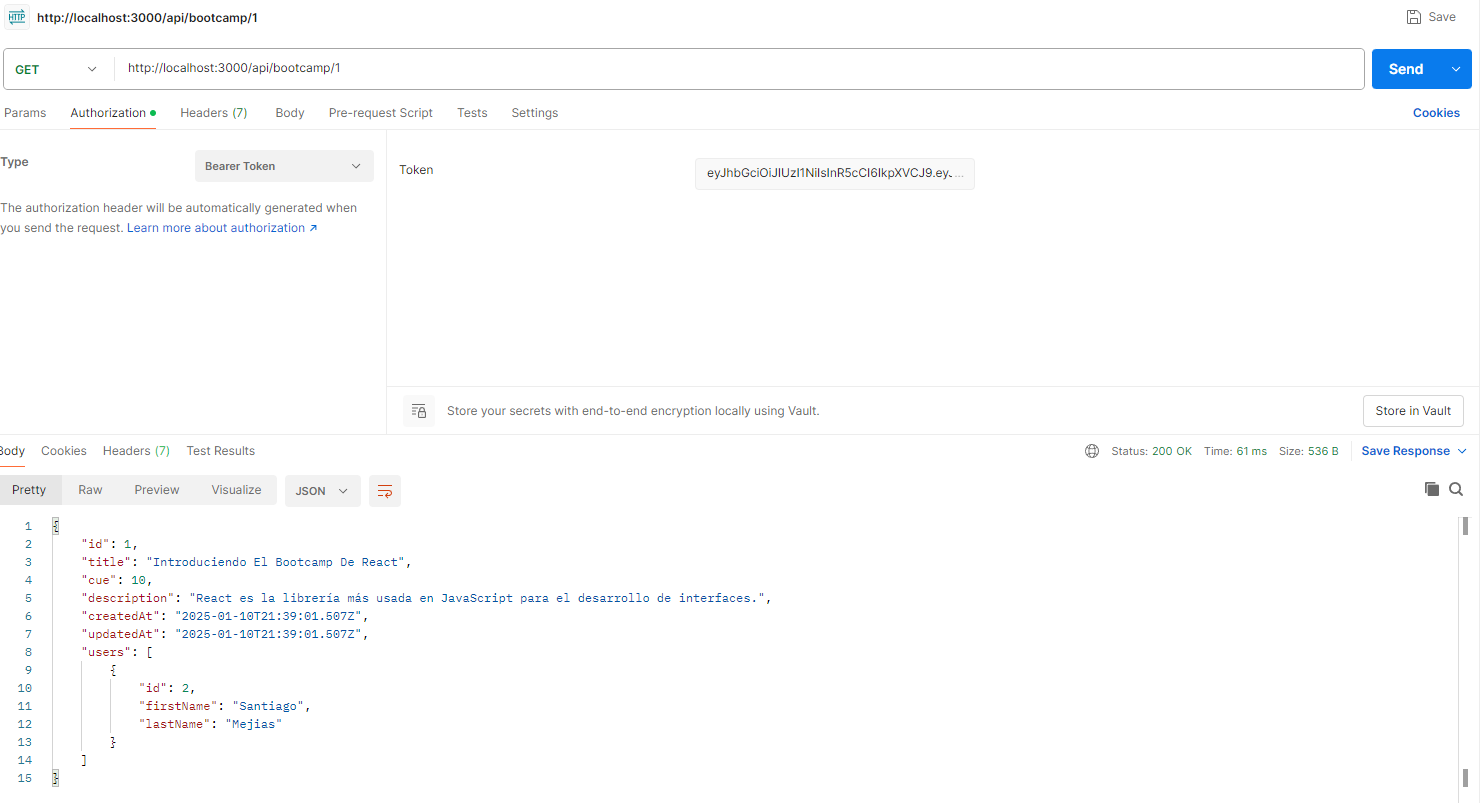 HTTP http://localhost:3000/api/bootcamp/1 Save
GET http://localhost:3000/api/bootcamp/1 Send
Params Authorization Headers (7) Body Pre-request Script Tests Settings Cookies
Type Bearer Token Token eyJhbGciOiJIUzI1NiIsInR5cCI6IkpXVCJ9.eyJ...
The authorization header will be automatically generated when
you send the request. Learn more about authorization ↗
Store your secrets with end-to-end encryption locally using Vault. Store in Vault
Body Cookies Headers (7) Test Results Status: 200 OK Time: 61 ms Size: 536 B Save Response
Pretty Raw Preview Visualize JSON
1 {
2 "id": 1,
3 "title": "Introduciendo El Bootcamp De React",
4 "cue": 10,
5 "description": "React es la librería más usada en JavaScript para el desarrollo de interfaces.",
6 "createdAt": "2025-01-10T21:39:01.507Z",
7 "updatedAt": "2025-01-10T21:39:01.507Z",
8 "users": [
9 {
10 "id": 2,
11 "firstName": "Santiago",
12 "lastName": "Mejias"
13 }
14 ]
15 }